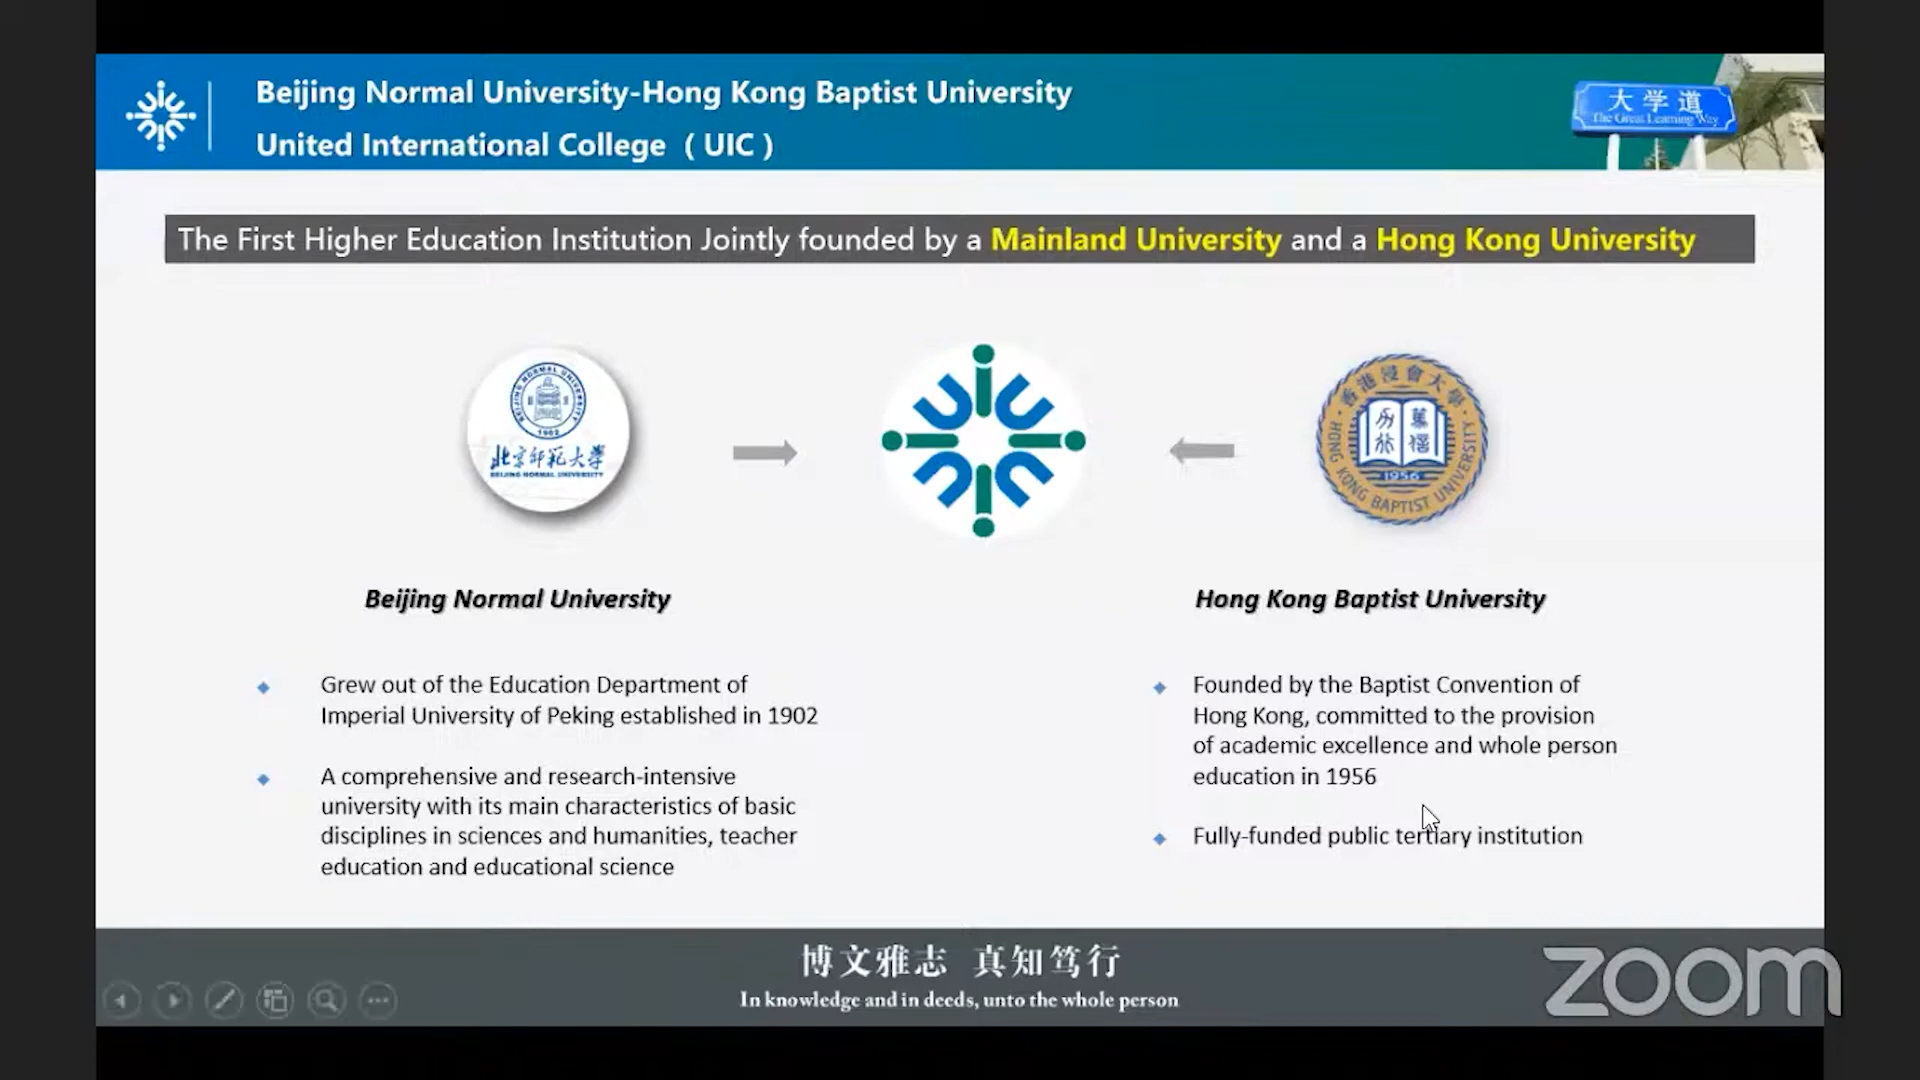 Beijing Normal University-Hong Kong Baptist University
United International College ( UIC )
大学道
The Great Learning Way
The First Higher Education Institution Jointly founded by a Mainland University and a Hong Kong University
BEIJING NORMAL UNIVERSITY
1902
北京师范大学
BEIJING NORMAL UNIVERSITY
UIC
香港浸會大學
1956
HONG KONG BAPTIST UNIVERSITY
Beijing Normal University
Hong Kong Baptist University
Grew out of the Education Department of
Imperial University of Peking established in 1902
A comprehensive and research-intensive
university with its main characteristics of basic
disciplines in sciences and humanities, teacher
education and educational science
Founded by the Baptist Convention of
Hong Kong, committed to the provision
of academic excellence and whole person
education in 1956
Fully-funded public tertiary institution
博文雅志 真知笃行
In knowledge and in deeds, unto the whole person
zoom